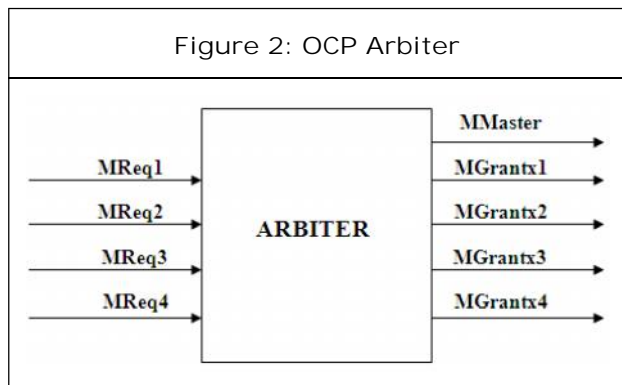 Figure 2: OCP Arbiter
MMaster
MReq1
MGrantx1
MReq2
MGrantx2
ARBITER
MReq3
MGrantx3
MReq4
MGrantx4